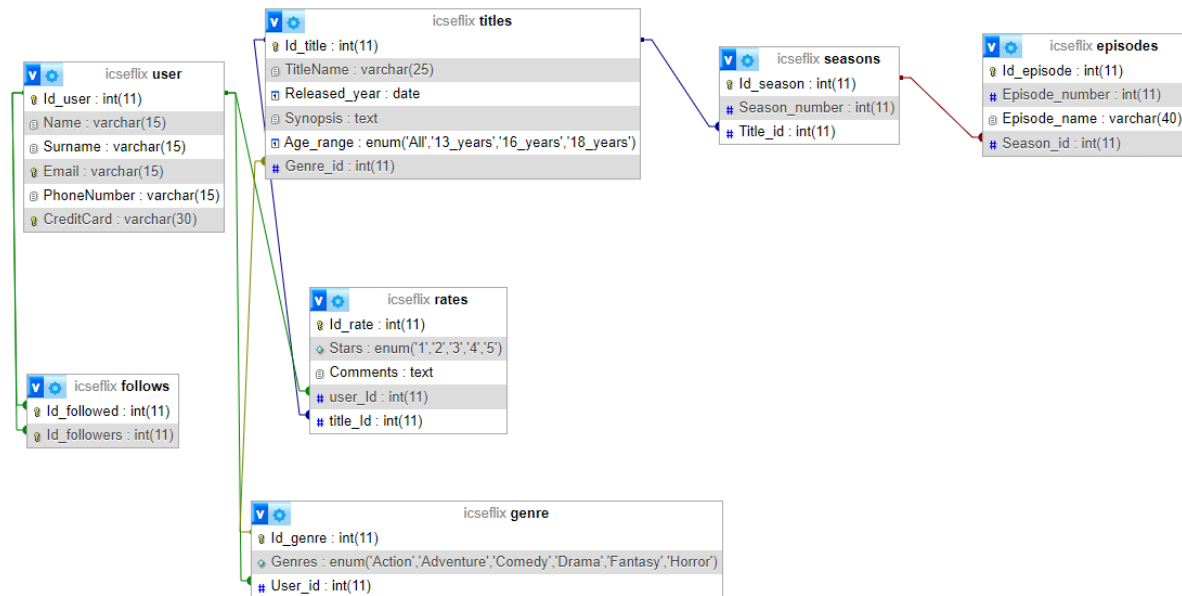 icseflix user
Id_user : int(11)
Name : varchar(15)
Surname : varchar(15)
Email : varchar(15)
PhoneNumber : varchar(15)
CreditCard : varchar(30)
icseflix titles
Id_title : int(11)
TitleName : varchar(25)
Released_year : date
Synopsis : text
Age_range : enum('All','13_years','16_years','18_years')
Genre_id : int(11)
icseflix seasons
Id_season : int(11)
Season_number : int(11)
Title_id : int(11)
icseflix episodes
Id_episode : int(11)
Episode_number : int(11)
Episode_name : varchar(40)
Season_id : int(11)
icseflix rates
Id_rate : int(11)
Stars : enum('1','2','3','4','5')
Comments : text
user_Id : int(11)
title_Id : int(11)
icseflix follows
Id_followed : int(11)
Id_followers : int(11)
icseflix genre
Id_genre : int(11)
Genres : enum('Action','Adventure','Comedy','Drama','Fantasy','Horror')
User_id : int(11)